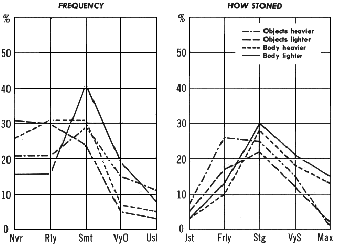 FREQUENCY
%
50
40
30
20
10
0
Nvr Rly Smt VyO Usl
HOW STONED
%
Objects heavier
Objects lighter
Body heavier
Body lighter
50
40
30
20
10
0
Jst Frly Stg VyS Max